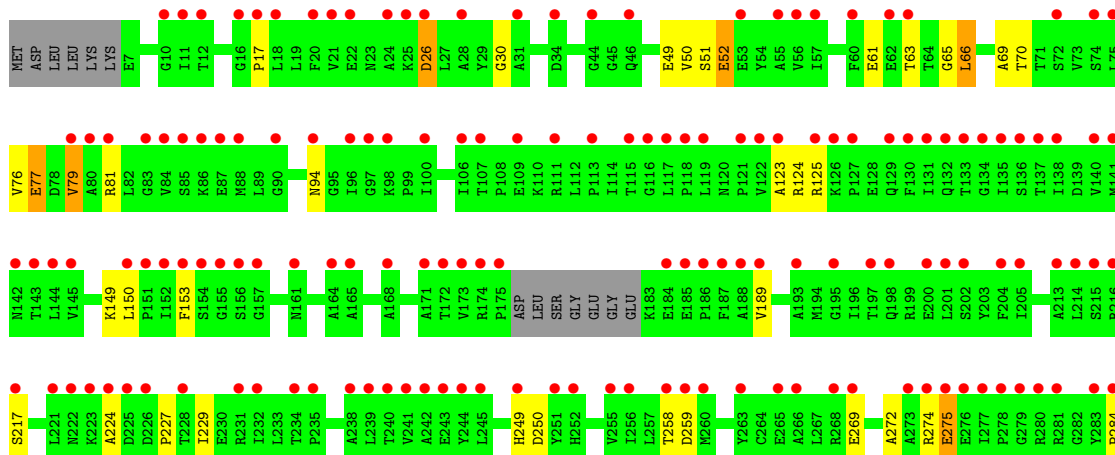 MET ASP LEU LEU LYS LYS E7 G10 I11 T12 G16 P17 L18 L19 F20 V21 E22 N23 A24 K25 D26 L27 A28 Y29 G30 A31 D34 G44 G45 Q46 E49 V50 S51 E52 E53 Y54 A55 V56 I57 F60 E61 E62 T63 T64 G65 L66 A69 T70 T71 S72 V73 S74 L75
V76 E77 D78 V79 A80 R81 L82 G83 V84 S85 K86 E87 M88 L89 G90 N94 G95 I96 G97 K98 P99 I100 I106 T107 P108 E109 K110 R111 L112 P113 I114 T115 G116 L117 P118 L119 N120 P121 V122 A123 R124 R125 K126 P127 E128 Q129 F130 I131 Q132 T133 G134 I135 S136 T137 I138 D139 V140 M141
N142 T143 L144 V145 K149 L150 P151 I152 F153 S154 G155 S156 G157 N161 A164 A165 A168 A171 T172 V173 R174 P175 ASP LEU SER GLY GLU GLY GLU K183 E184 E185 P186 F187 A188 V189 A193 M194 G195 I196 T197 Q198 R199 E200 L201 S202 Y203 F204 I205 A213 L214 S215 R216
S217 L221 N222 K223 A224 D225 D226 P227 T228 I229 E230 R231 I232 L233 T234 P235 A238 L239 T240 V241 A242 E243 Y244 L245 H249 D250 Y251 H252 V255 I256 L257 T258 D259 M260 Y263 C264 E265 A266 L267 R268 E269 A272 A273 R274 E275 E276 I277 P278 G279 R280 R281 G282 Y283 P284